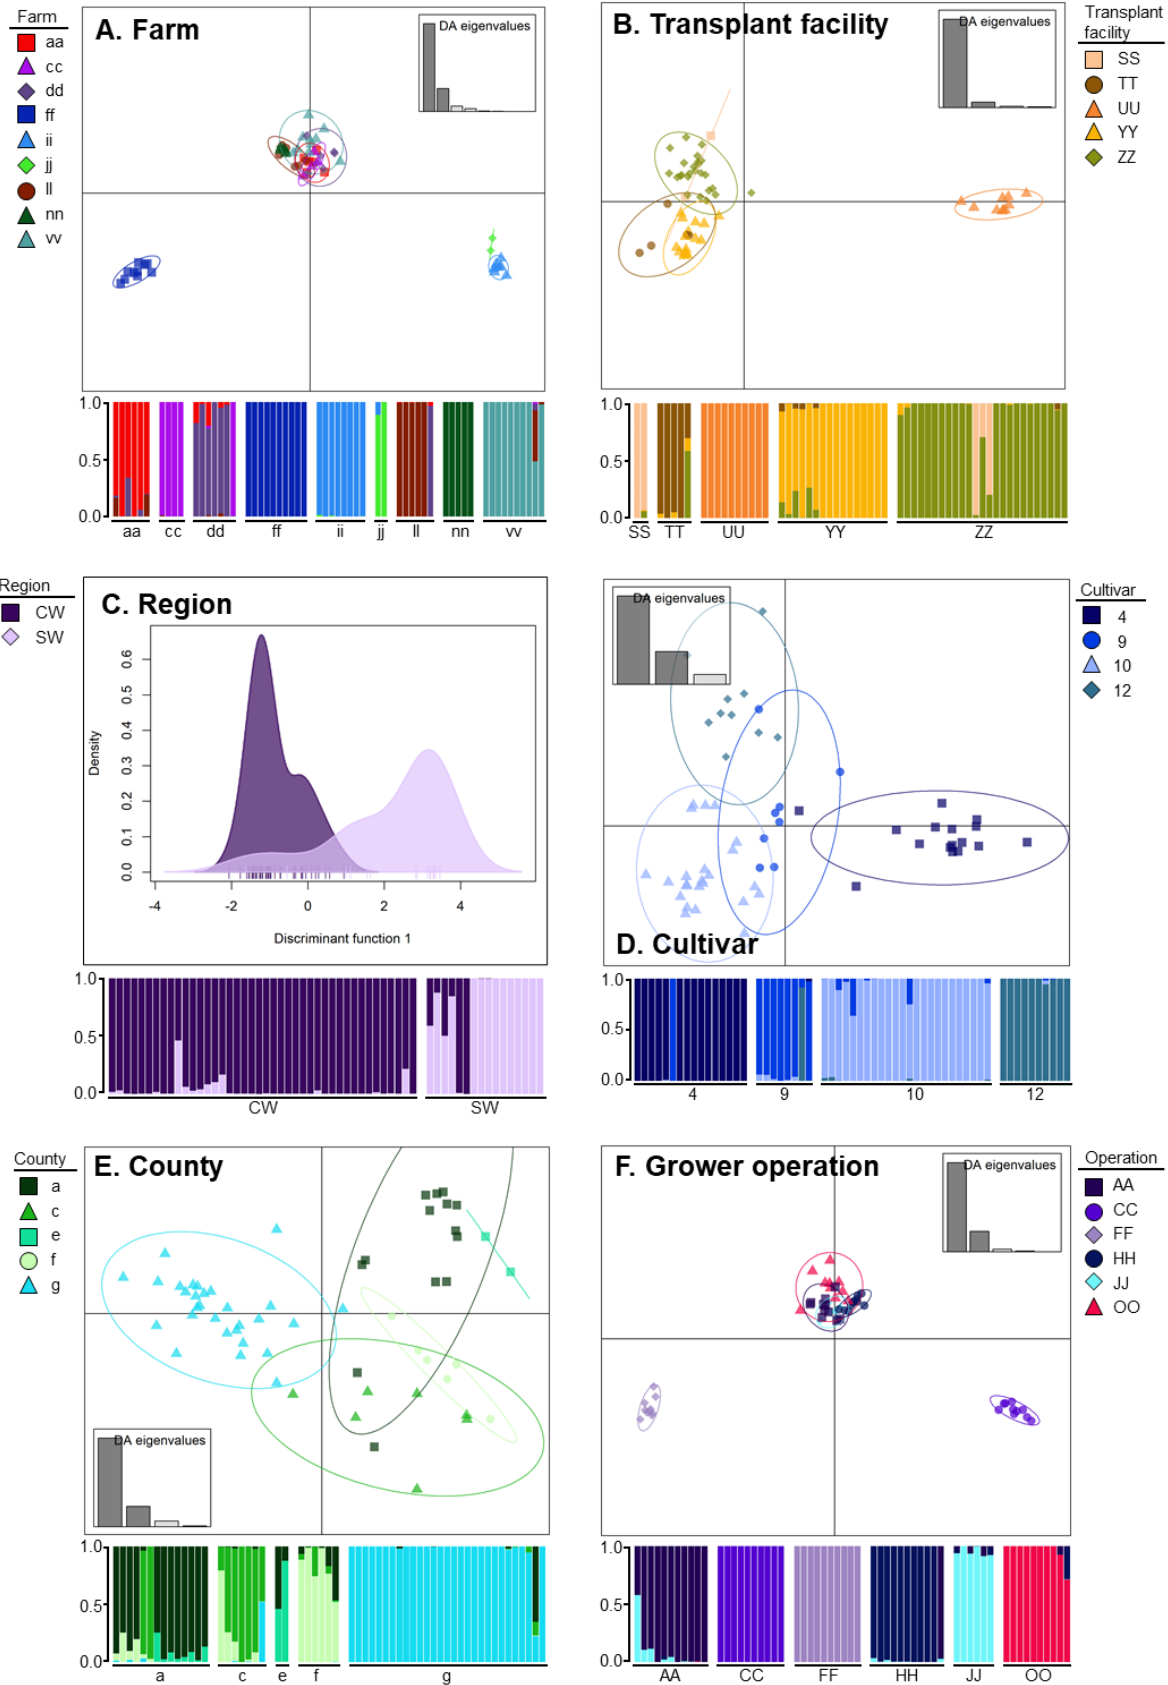 Farm
aa
cc
dd
ff
ii
jj
ll
nn
vv
A. Farm
DA eigenvalues
1.0
0.5
0.0
aa cc dd ff ii jj ll nn vv
B. Transplant facility
DA eigenvalues
Transplant
facility
SS
TT
UU
YY
ZZ
1.0
0.5
0.0
SS TT UU YY ZZ
Region
CW
SW
C. Region
Density
0.6
0.5
0.4
0.3
0.2
0.1
0.0
-4 -2 0 2 4
Discriminant function 1
1.0
0.5
0.0
CW SW
DA eigenvalues
D. Cultivar
Cultivar
4
9
10
12
1.0
0.5
0.0
4 9 10 12
County
a
c
e
f
g
E. County
DA eigenvalues
1.0
0.5
0.0
a c e f g
F. Grower operation
DA eigenvalues
Operation
AA
CC
FF
HH
JJ
OO
1.0
0.5
0.0
AA CC FF HH JJ OO